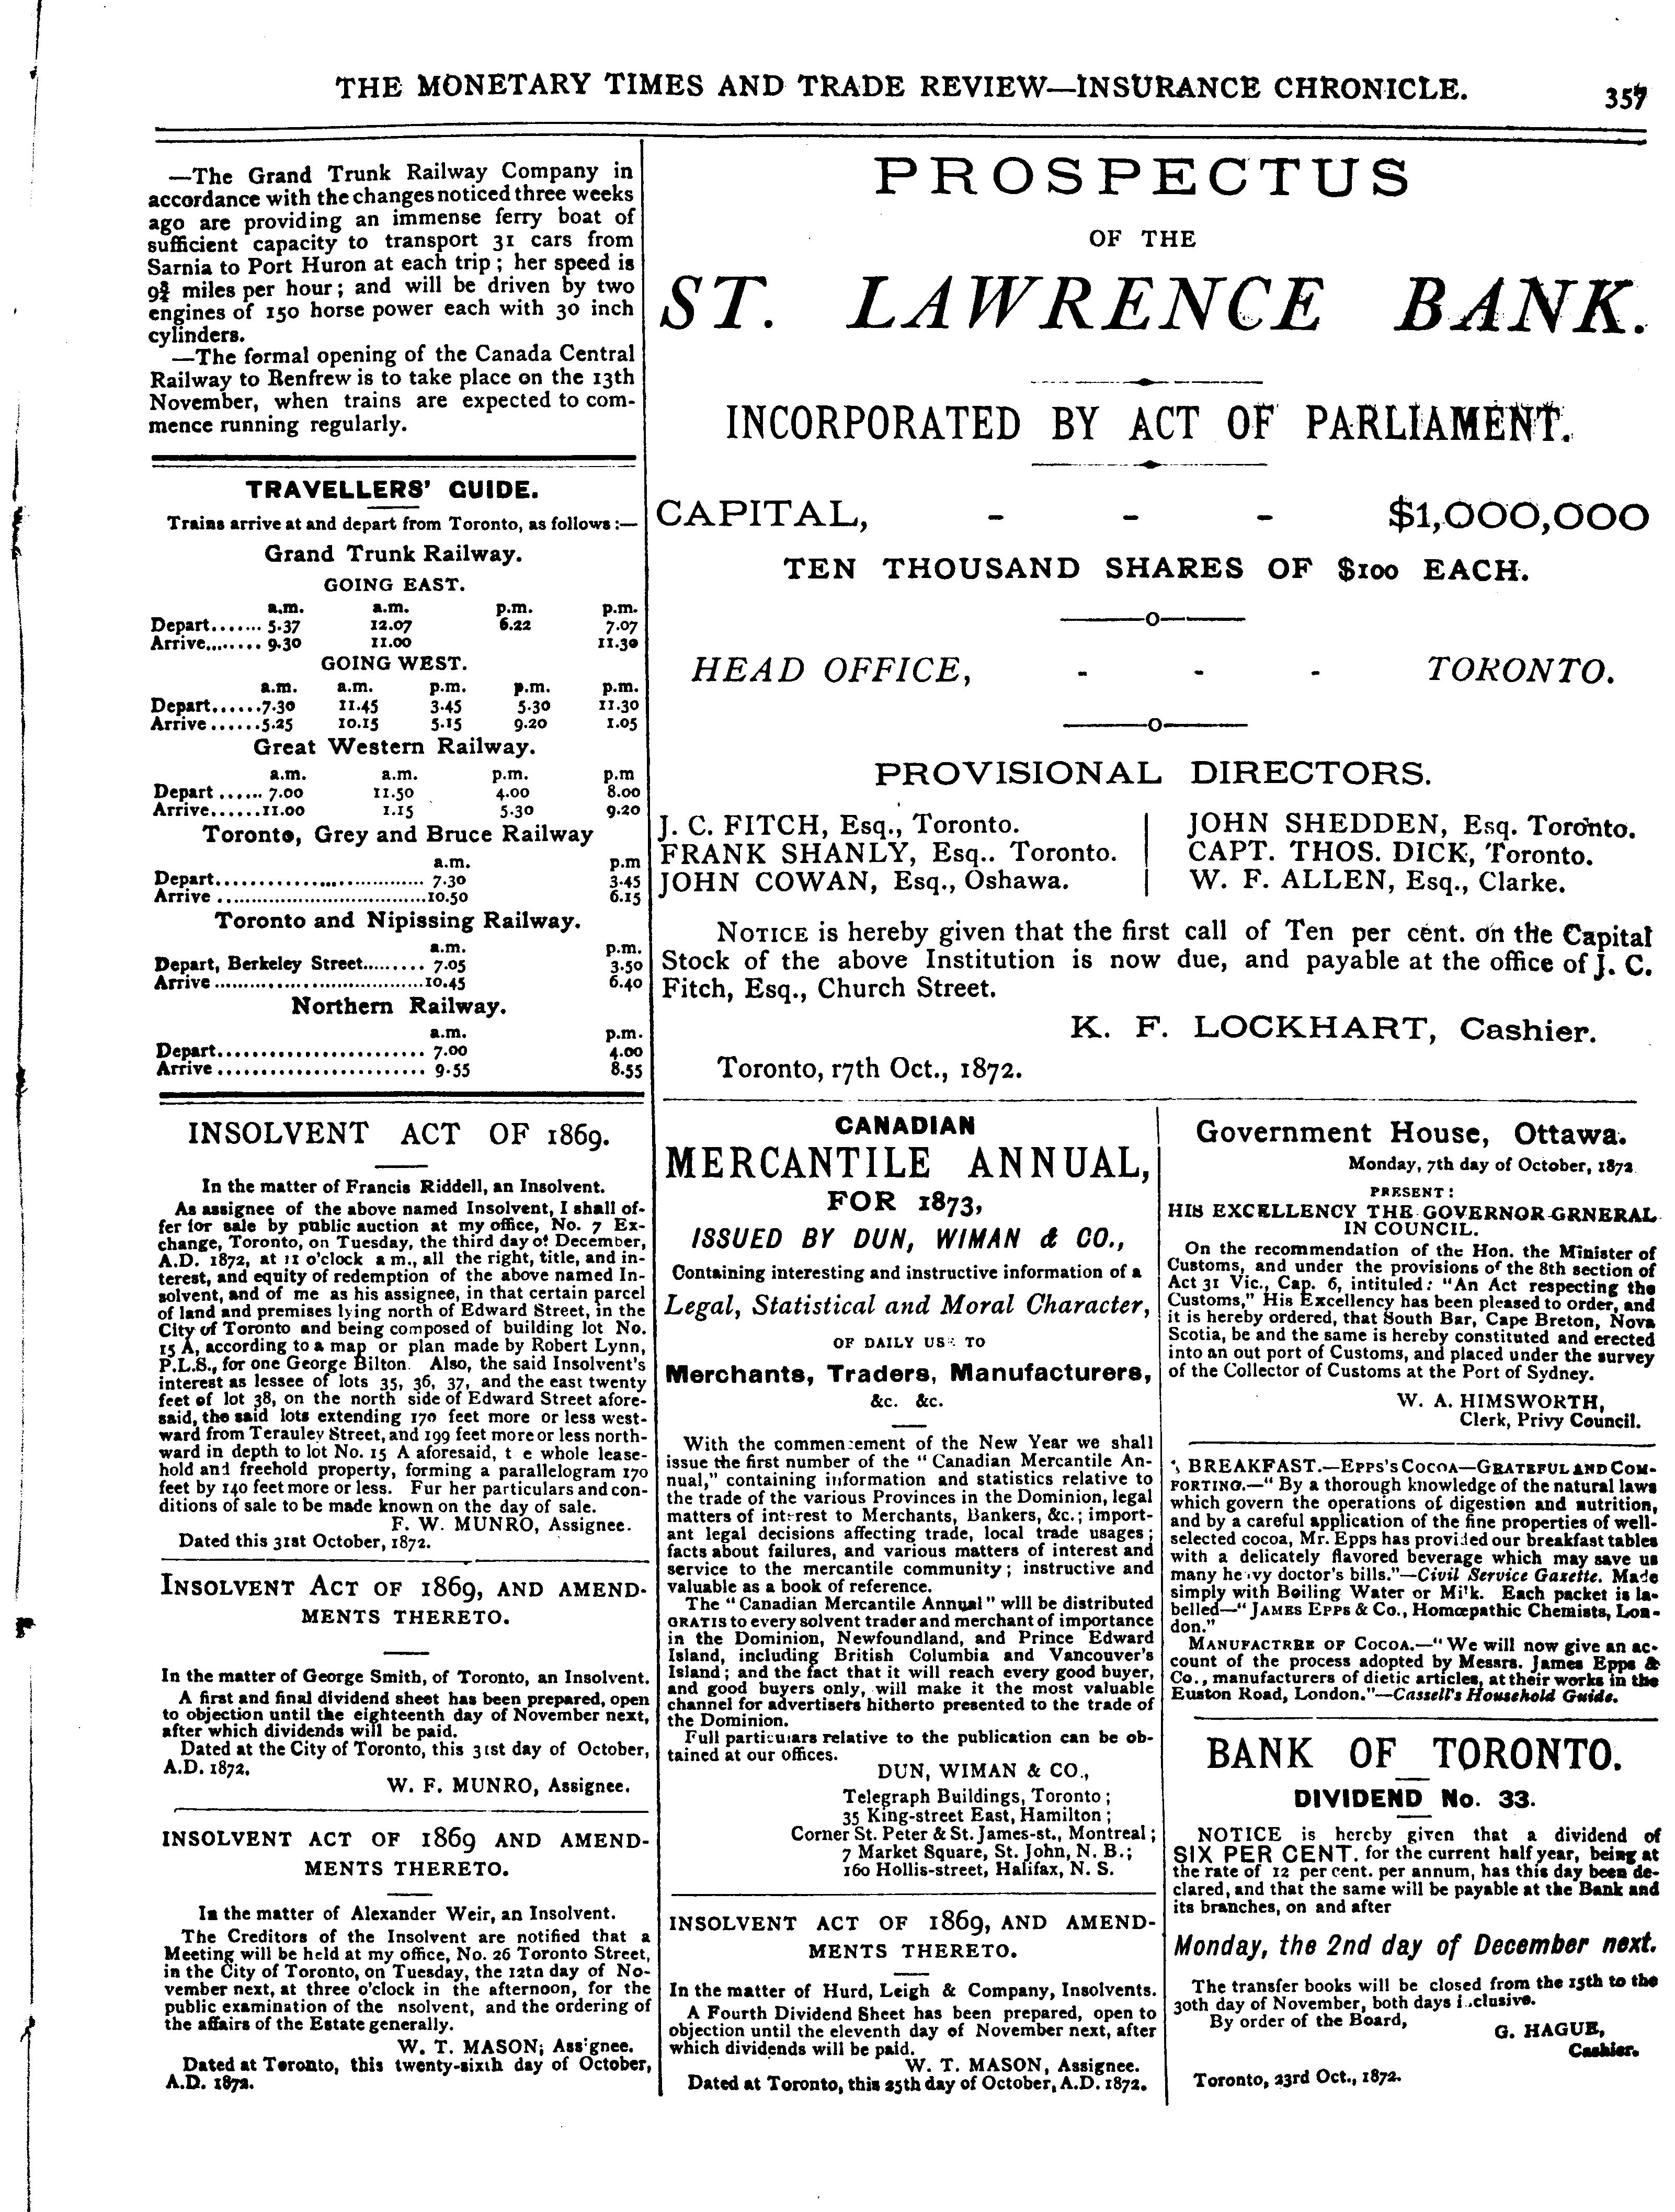 THE MONETARY TIMES AND TRADE REVIEW—INSURANCE CHRONICLE. 357
—The Grand Trunk Railway Company in
accordance with the changes noticed three weeks
ago are providing an immense ferry boat of
sufficient capacity to transport 31 cars from
Sarnia to Port Huron at each trip; her speed is
9¾ miles per hour; and will be driven by two
engines of 150 horse power each with 30 inch
cylinders.
—The formal opening of the Canada Central
Railway to Renfrew is to take place on the 13th
November, when trains are expected to com-
mence running regularly.
TRAVELLERS' GUIDE.
Trains arrive at and depart from Toronto, as follows:—
Grand Trunk Railway.
GOING EAST.
a.m. a.m. p.m. p.m.
Depart....... 5.37 12.07 6.22 7.07
Arrive......... 9.30 11.00 11.30
GOING WEST.
a.m. a.m. p.m. p.m. p.m.
Depart......7.30 11.45 3.45 5.30 11.30
Arrive......5.25 10.15 5.15 9.20 1.05
Great Western Railway.
a.m. a.m. p.m. p.m
Depart ...... 7.00 11.50 4.00 8.00
Arrive......11.00 1.15 5.30 9.20
Toronto, Grey and Bruce Railway
a.m. p.m
Depart.................................. 7.30 3.45
Arrive ..................................10.50 6.15
Toronto and Nipissing Railway.
a.m. p.m.
Depart, Berkeley Street......... 7.05 3.50
Arrive ..................................10.45 6.40
Northern Railway.
a.m. p.m.
Depart........................ 7.00 4.00
Arrive ........................ 9.55 8.55
INSOLVENT ACT OF 1869.
In the matter of Francis Riddell, an Insolvent.
As assignee of the above named Insolvent, I shall of-
fer for sale by public auction at my office, No. 7 Ex-
change, Toronto, on Tuesday, the third day of December,
A.D. 1872, at 11 o'clock a m., all the right, title, and in-
terest, and equity of redemption of the above named In-
solvent, and of me as his assignee, in that certain parcel
of land and premises lying north of Edward Street, in the
City of Toronto and being composed of building lot No.
15 A, according to a map or plan made by Robert Lynn,
P.L.S., for one George Bilton. Also, the said Insolvent's
interest as lessee of lots 35, 36, 37, and the east twenty
feet of lot 38, on the north side of Edward Street afore-
said, the said lots extending 170 feet more or less west-
ward from Terauley Street, and 199 feet more or less north-
ward in depth to lot No. 15 A aforesaid, t e whole lease-
hold and freehold property, forming a parallelogram 170
feet by 140 feet more or less. Fur her particulars and con-
ditions of sale to be made known on the day of sale.
F. W. MUNRO, Assignee.
Dated this 31st October, 1872.
INSOLVENT ACT OF 1869, AND AMEND-
MENTS THERETO.
In the matter of George Smith, of Toronto, an Insolvent.
A first and final dividend sheet has been prepared, open
to objection until the eighteenth day of November next,
after which dividends will be paid.
Dated at the City of Toronto, this 31st day of October,
A.D. 1872.
W. F. MUNRO, Assignee.
INSOLVENT ACT OF 1869 AND AMEND-
MENTS THERETO.
In the matter of Alexander Weir, an Insolvent.
The Creditors of the Insolvent are notified that a
Meeting will be held at my office, No. 26 Toronto Street,
in the City of Toronto, on Tuesday, the 12tn day of No-
vember next, at three o'clock in the afternoon, for the
public examination of the nsolvent, and the ordering of
the affairs of the Estate generally.
W. T. MASON, Assignee.
Dated at Toronto, this twenty-sixth day of October,
A.D. 1872.
PROSPECTUS
OF THE
ST. LAWRENCE BANK.
INCORPORATED BY ACT OF PARLIAMENT.
CAPITAL, - - - $1,000,000
TEN THOUSAND SHARES OF $100 EACH.
HEAD OFFICE, - - - TORONTO.
PROVISIONAL DIRECTORS.
J. C. FITCH, Esq., Toronto.
FRANK SHANLY, Esq.. Toronto.
JOHN COWAN, Esq., Oshawa.
JOHN SHEDDEN, Esq. Toronto.
CAPT. THOS. DICK, Toronto.
W. F. ALLEN, Esq., Clarke.
NOTICE is hereby given that the first call of Ten per cent. on the Capital
Stock of the above Institution is now due, and payable at the office of J. C.
Fitch, Esq., Church Street.
K. F. LOCKHART, Cashier.
Toronto, 17th Oct., 1872.
CANADIAN
MERCANTILE ANNUAL,
FOR 1873,
ISSUED BY DUN, WIMAN & CO.,
Containing interesting and instructive information of a
Legal, Statistical and Moral Character,
OF DAILY USE TO
Merchants, Traders, Manufacturers,
&c. &c.
With the commencement of the New Year we shall
issue the first number of the "Canadian Mercantile An-
nual," containing information and statistics relative to
the trade of the various Provinces in the Dominion, legal
matters of interest to Merchants, Bankers, &c.; import-
ant legal decisions affecting trade, local trade usages;
facts about failures, and various matters of interest and
service to the mercantile community; instructive and
valuable as a book of reference.
The "Canadian Mercantile Annual" will be distributed
GRATIS to every solvent trader and merchant of importance
in the Dominion, Newfoundland, and Prince Edward
Island, including British Columbia and Vancouver's
Island; and the fact that it will reach every good buyer,
and good buyers only, will make it the most valuable
channel for advertisers hitherto presented to the trade of
the Dominion.
Full particulars relative to the publication can be ob-
tained at our offices.
DUN, WIMAN & CO.,
Telegraph Buildings, Toronto;
35 King-street East, Hamilton;
Corner St. Peter & St. James-st., Montreal;
7 Market Square, St. John, N. B.;
160 Hollis-street, Halifax, N. S.
INSOLVENT ACT OF 1869, AND AMEND-
MENTS THERETO.
In the matter of Hurd, Leigh & Company, Insolvents.
A Fourth Dividend Sheet has been prepared, open to
objection until the eleventh day of November next, after
which dividends will be paid.
W. T. MASON, Assignee.
Dated at Toronto, this 25th day of October, A.D. 1872.
Government House, Ottawa.
Monday, 7th day of October, 1872
PRESENT:
HIS EXCELLENCY THE GOVERNOR-GRNERAL
IN COUNCIL.
On the recommendation of the Hon. the Minister of
Customs, and under the provisions of the 8th section of
Act 31 Vic., Cap. 6, intituled: "An Act respecting the
Customs," His Excellency has been pleased to order, and
it is hereby ordered, that South Bar, Cape Breton, Nova
Scotia, be and the same is hereby constituted and erected
into an out port of Customs, and placed under the survey
of the Collector of Customs at the Port of Sydney.
W. A. HIMSWORTH,
Clerk, Privy Council.
BREAKFAST.—EPPS'S COCOA—GRATEFUL AND COM-
FORTING.—"By a thorough knowledge of the natural laws
which govern the operations of digestion and nutrition,
and by a careful application of the fine properties of well-
selected cocoa, Mr. Epps has provided our breakfast tables
with a delicately flavored beverage which may save us
many heavy doctor's bills."—Civil Service Gazette. Made
simply with Boiling Water or Milk. Each packet is la-
belled—"JAMES EPPS & Co., Homœpathic Chemists, Lon-
don."
MANUFACTRRE OF COCOA.—"We will now give an ac-
count of the process adopted by Messrs. James Epps &
Co., manufacturers of dietic articles, at their works in the
Euston Road, London."—Cassell's Household Guide.
BANK OF TORONTO.
DIVIDEND No. 33.
NOTICE is hereby given that a dividend of
SIX PER CENT. for the current half year, being at
the rate of 12 per cent. per annum, has this day been de-
clared, and that the same will be payable at the Bank and
its branches, on and after
Monday, the 2nd day of December next.
The transfer books will be closed from the 15th to the
30th day of November, both days inclusive.
By order of the Board,
G. HAGUE,
Cashier.
Toronto, 23rd Oct., 1872.